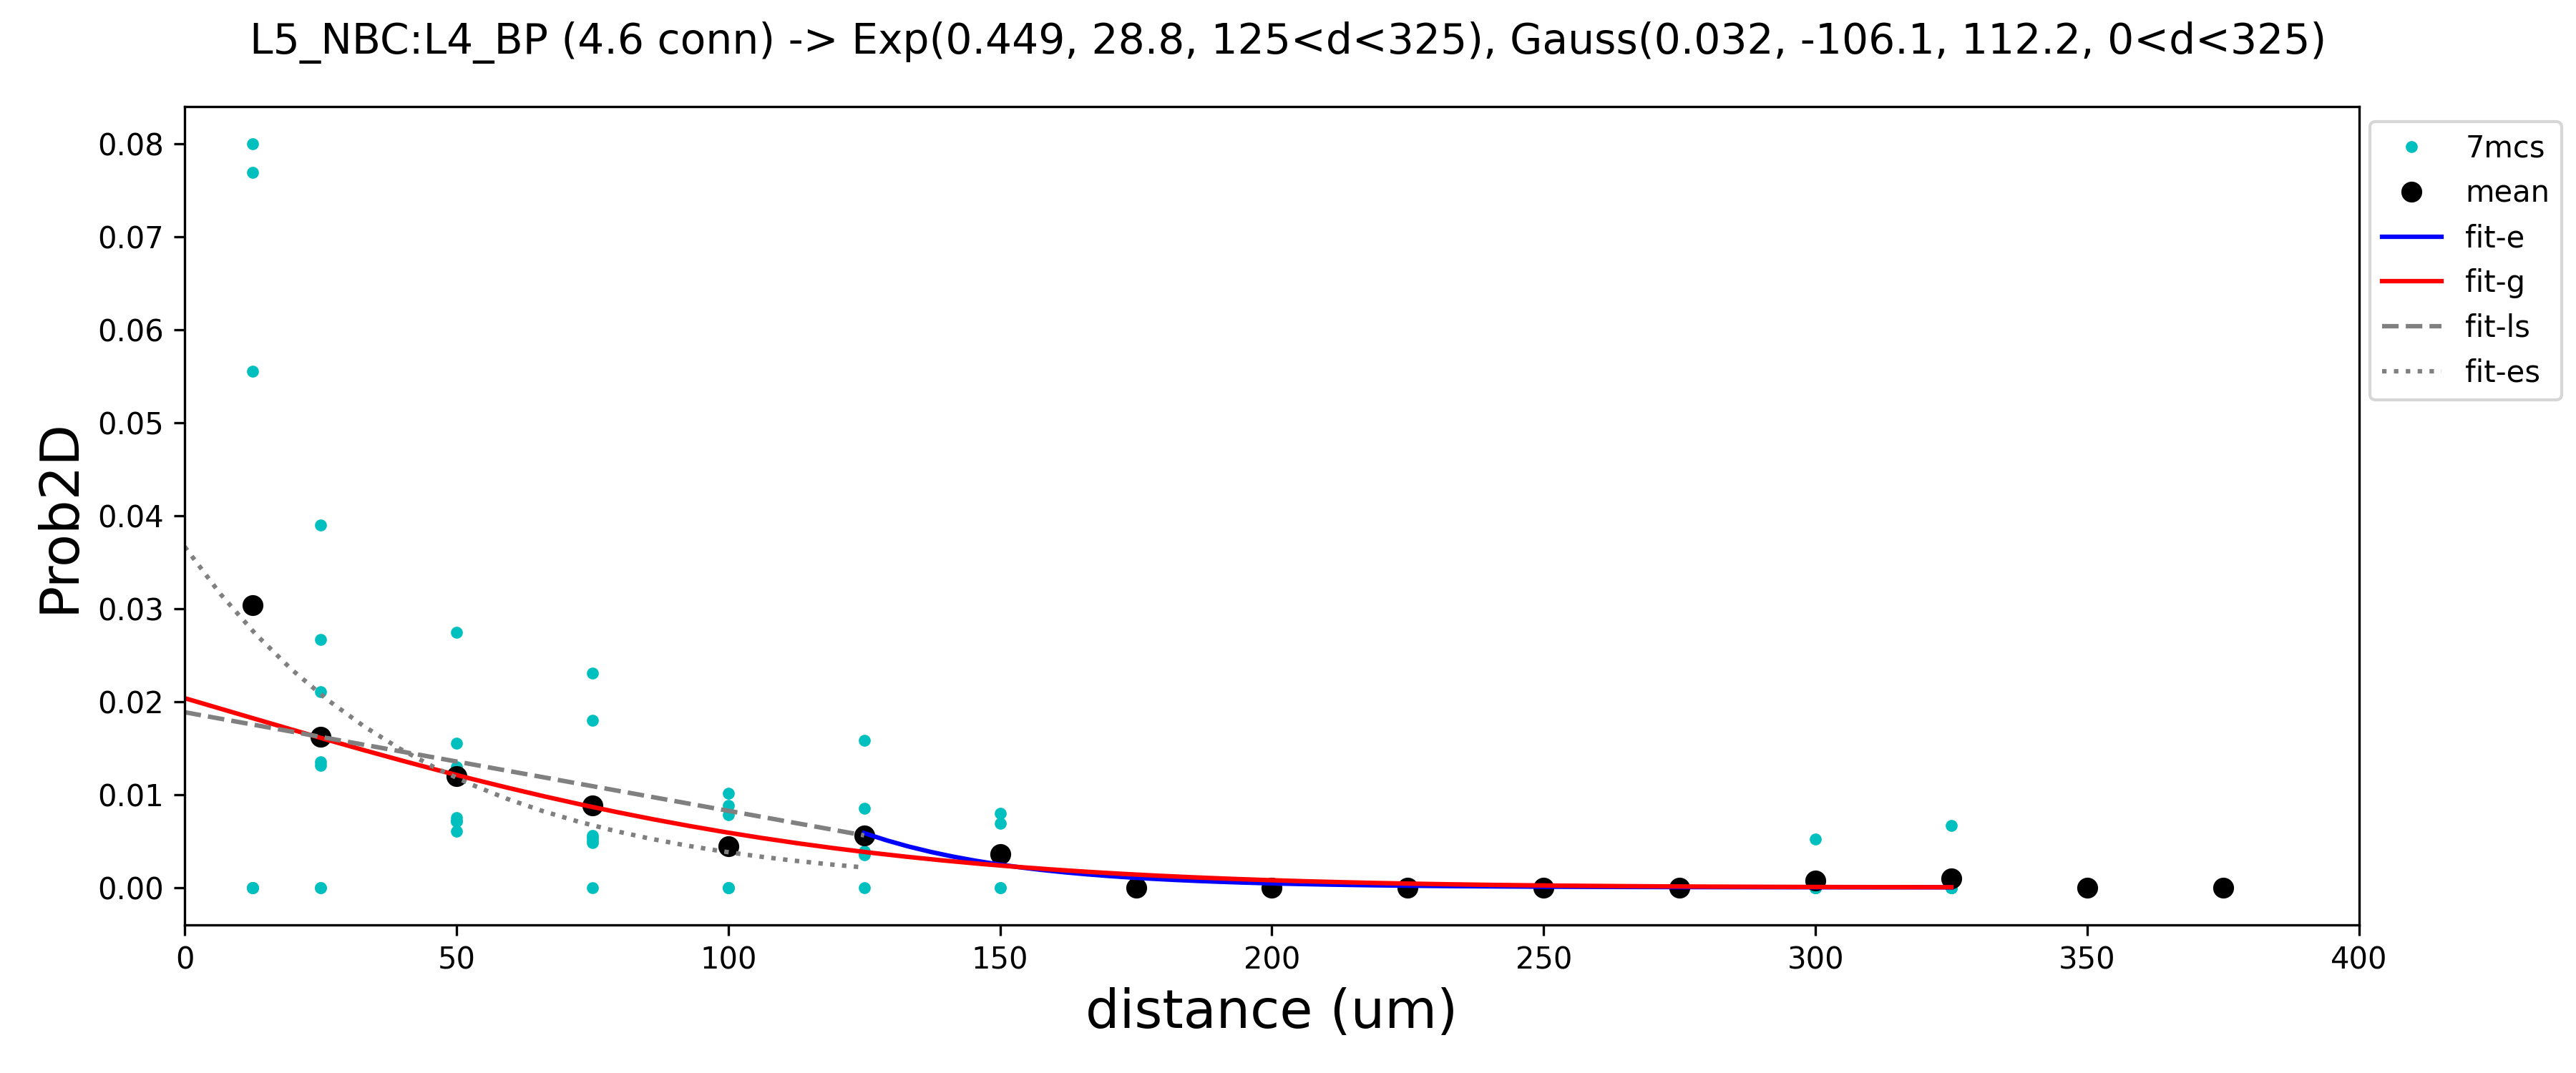 L5_NBC:L4_BP (4.6 conn) -> Exp(0.449, 28.8, 125<d<325), Gauss(0.032, -106.1, 112.2, 0<d<325)
0.08
0.07
0.06
0.05
0.04
0.03
0.02
0.01
0.00
Prob2D
0 50 100 150 200 250 300 350 400
distance (um)
7mcs
mean
fit-e
fit-g
fit-ls
fit-es